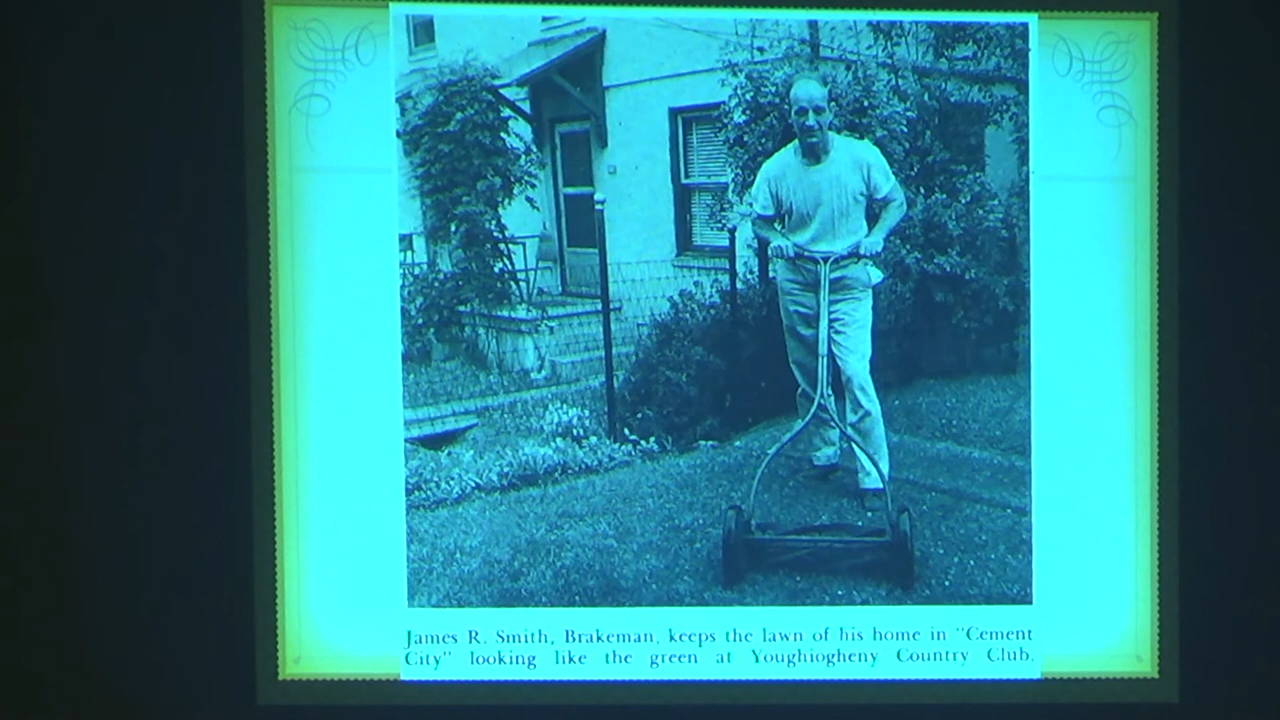 James R. Smith, Brakeman, keeps the lawn of his home in "Cement
City" looking like the green at Youghiogheny Country Club.